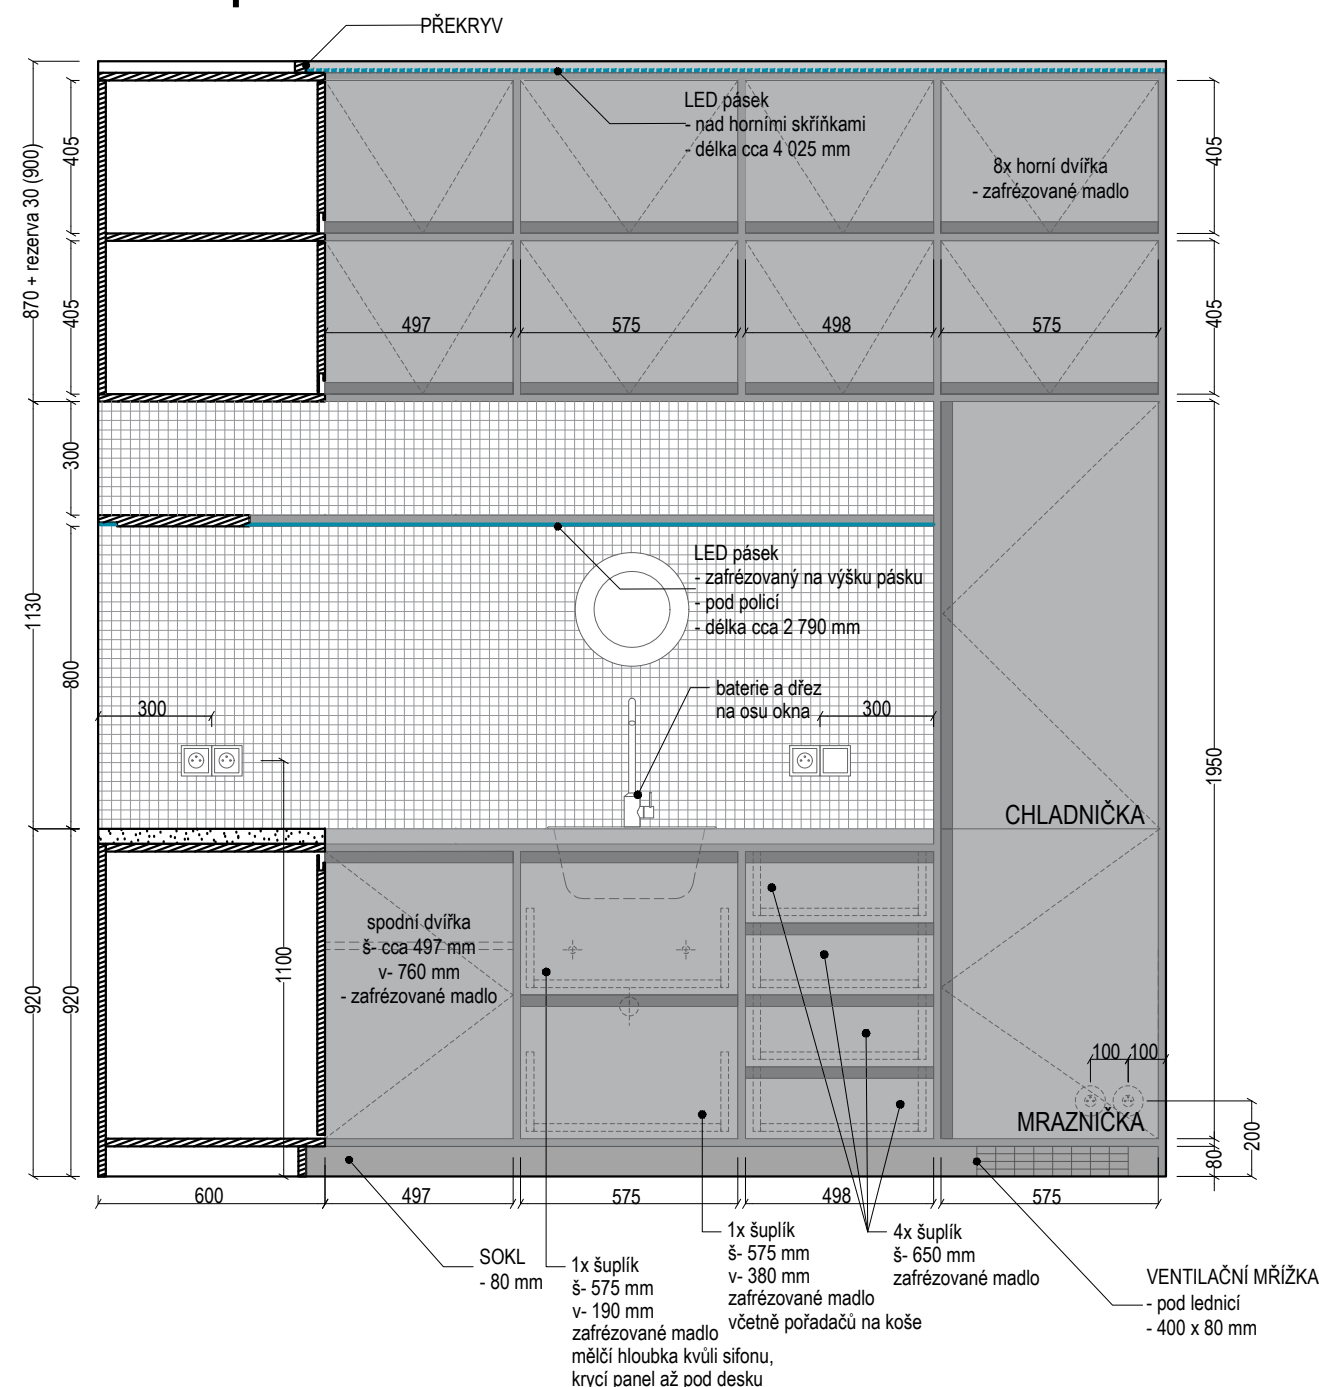 PŘEKRYV
LED pásek
- nad horními skříňkami
- délka cca 4 025 mm
8x horní dvířka
- zafrézované madlo
870 + rezerva 30 (900)
405
405
405
405
497
575
498
575
300
1130
800
LED pásek
- zafrézovaný na výšku pásku
- pod policí
- délka cca 2 790 mm
baterie a dřez
na osu okna
300
300
1950
CHLADNIČKA
spodní dvířka
š- cca 497 mm
v- 760 mm
- zafrézované madlo
1100
920
920
100
100
MRAZNIČKA
200
80
600
497
575
498
575
SOKL
- 80 mm
1x šuplík
š- 575 mm
v- 190 mm
zafrézované madlo
mělčí hloubka kvůli sifonu,
krycí panel až pod desku
1x šuplík
š- 575 mm
v- 380 mm
zafrézované madlo
včetně pořadačů na koše
4x šuplík
š- 650 mm
zafrézované madlo
VENTILAČNÍ MŘÍŽKA
- pod lednicí
- 400 x 80 mm